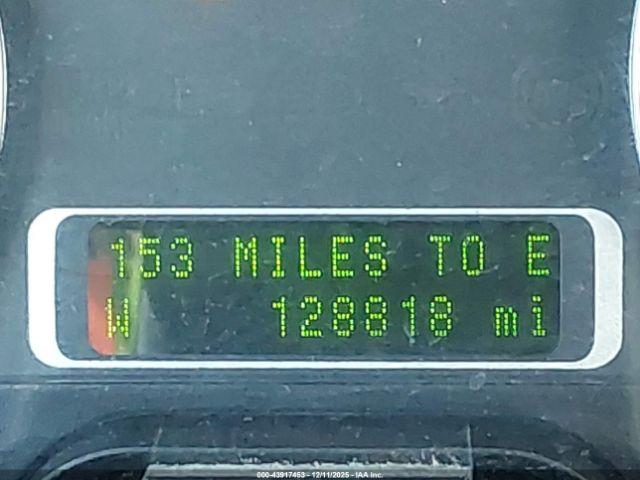 153 MILES TO E
N 128818 mi
000-43917453 - 12/11/2025 - IAA Inc.